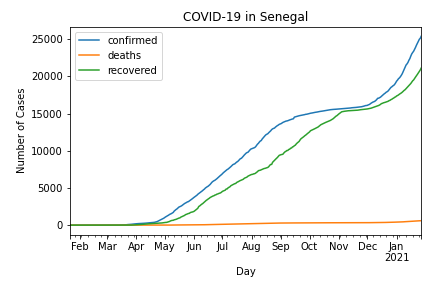 COVID-19 in Senegal
confirmed
deaths
recovered
Number of Cases
25000
20000
15000
10000
5000
0
Feb Mar Apr May Jun Jul Aug Sep Oct Nov Dec Jan
2021
Day